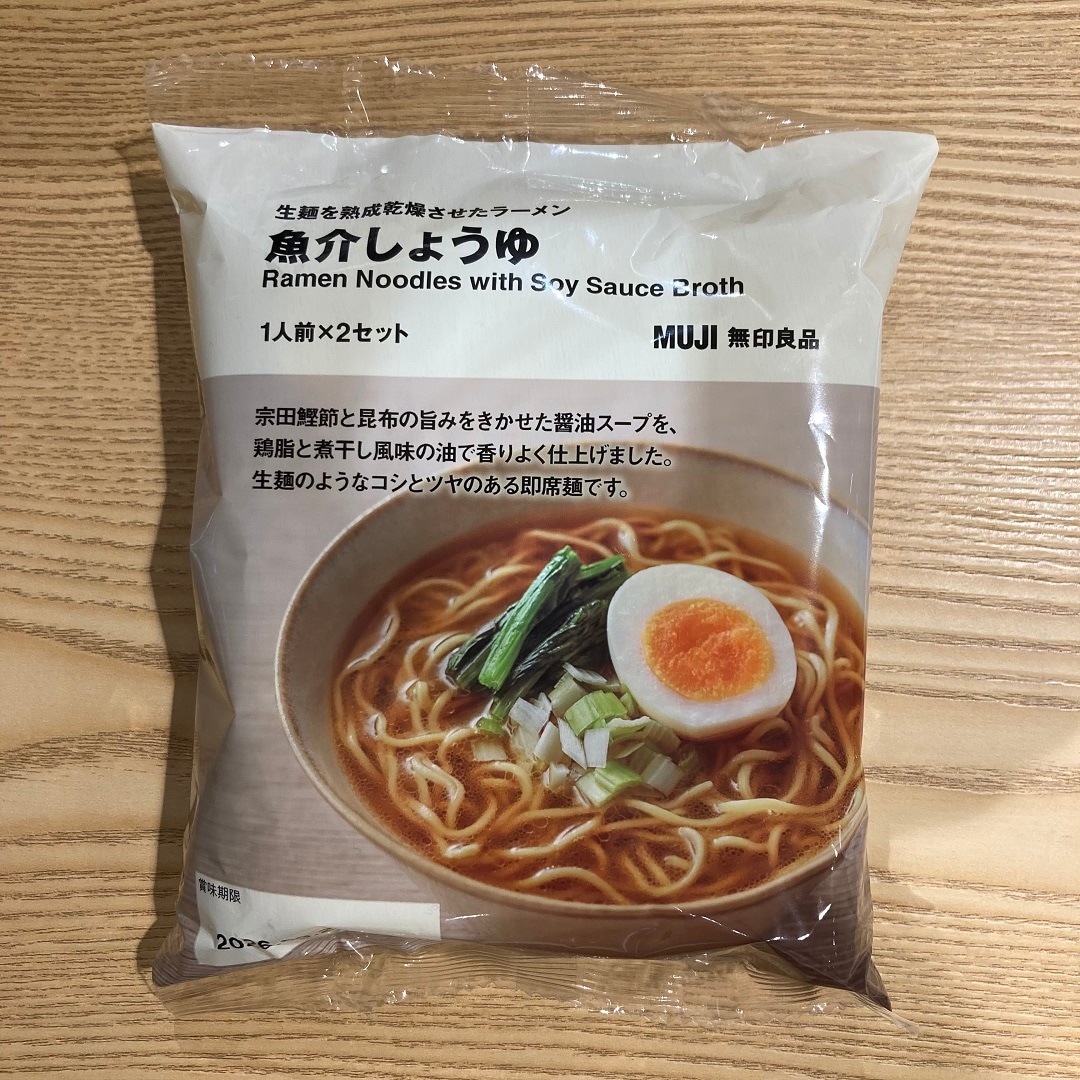 生麺を熟成乾燥させたラーメン
魚介しょうゆ
Ramen Noodles with Soy Sauce Broth
1人前×2セット
MUJI 無印良品
宗田鰹節と昆布の旨みをきかせた醤油スープを、
鶏脂と煮干し風味の油で香りよく仕上げました。
生麺のようなコシとツヤのある即席麺です。
賞味期限